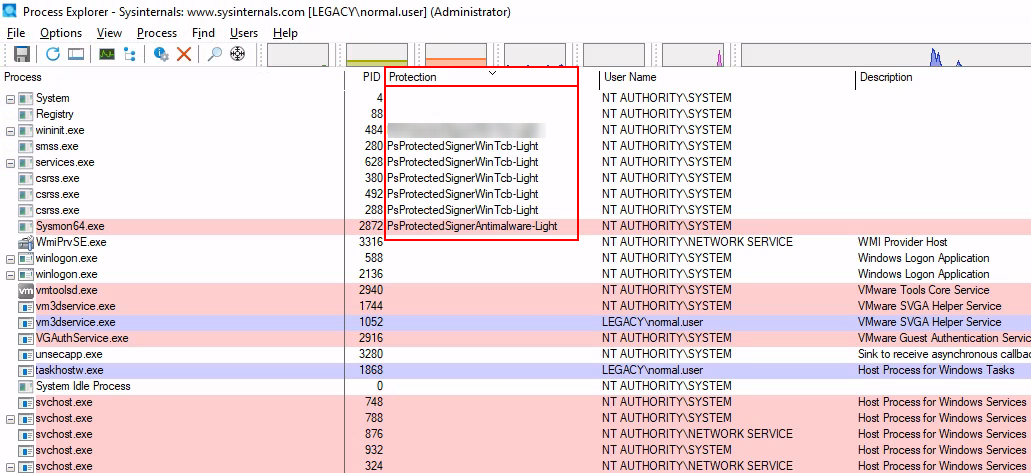 Process Explorer - Sysinternals: www.sysinternals.com [LEGACY\normal.user] (Administrator)
File Options View Process Find Users Help
Process PID Protection User Name Description
System 4 NT AUTHORITY\SYSTEM
Registry 88 NT AUTHORITY\SYSTEM
wininit.exe 484 NT AUTHORITY\SYSTEM
smss.exe 280 PsProtectedSignerWinTcb-Light NT AUTHORITY\SYSTEM
services.exe 628 PsProtectedSignerWinTcb-Light NT AUTHORITY\SYSTEM
csrss.exe 380 PsProtectedSignerWinTcb-Light NT AUTHORITY\SYSTEM
csrss.exe 492 PsProtectedSignerWinTcb-Light NT AUTHORITY\SYSTEM
csrss.exe 288 PsProtectedSignerWinTcb-Light NT AUTHORITY\SYSTEM
Sysmon64.exe 2872 PsProtectedSignerAntimalware-Light NT AUTHORITY\SYSTEM
WmiPrvSE.exe 3316 NT AUTHORITY\NETWORK SERVICE WMI Provider Host
winlogon.exe 588 NT AUTHORITY\SYSTEM Windows Logon Application
winlogon.exe 2136 NT AUTHORITY\SYSTEM Windows Logon Application
vm vmtoolsd.exe 2940 NT AUTHORITY\SYSTEM VMware Tools Core Service
vm3dservice.exe 1744 NT AUTHORITY\SYSTEM VMware SVGA Helper Service
vm3dservice.exe 1052 LEGACY\normal.user VMware SVGA Helper Service
VGAuthService.exe 2916 NT AUTHORITY\SYSTEM VMware Guest Authentication Servic
unsecapp.exe 3280 NT AUTHORITY\SYSTEM Sink to receive asynchronous callba
taskhostw.exe 1868 LEGACY\normal.user Host Process for Windows Tasks
System Idle Process 0 NT AUTHORITY\SYSTEM
svchost.exe 748 NT AUTHORITY\SYSTEM Host Process for Windows Services
svchost.exe 788 NT AUTHORITY\SYSTEM Host Process for Windows Services
svchost.exe 876 NT AUTHORITY\NETWORK SERVICE Host Process for Windows Services
svchost.exe 932 NT AUTHORITY\SYSTEM Host Process for Windows Services
svchost.exe 324 NT AUTHORITY\NETWORK SERVICE Host Process for Windows Services